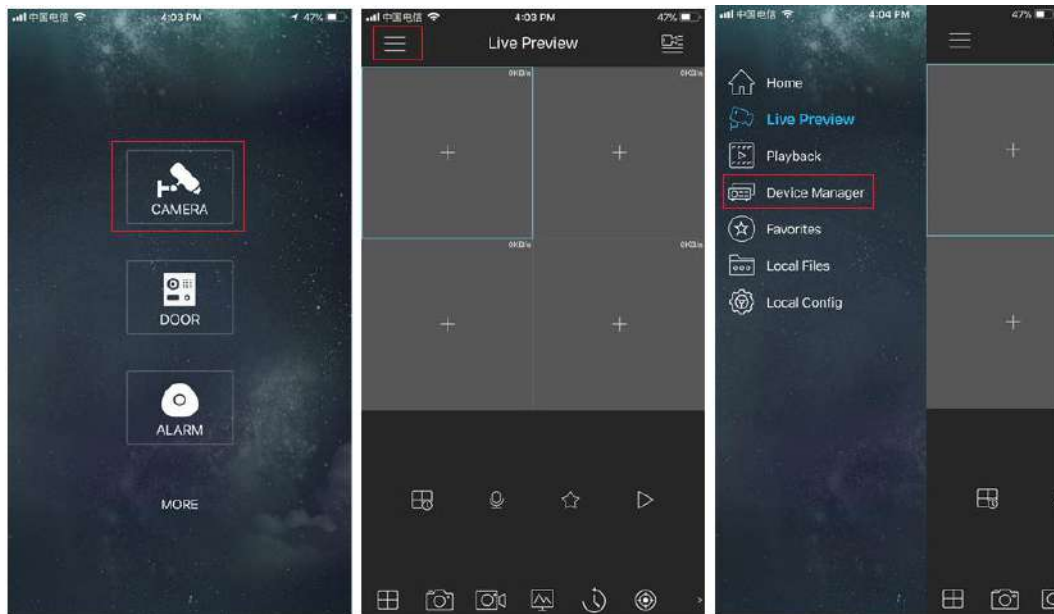 中国电信
4:03 PM
47%
CAMERA
DOOR
ALARM
MORE
中国电信
4:03 PM
47%
Live Preview
0KB/s
0KB/s
0KB/s
0KB/s
中国电信
4:04 PM
47%
Home
Live Preview
Playback
Device Manager
Favorites
Local Files
Local Config